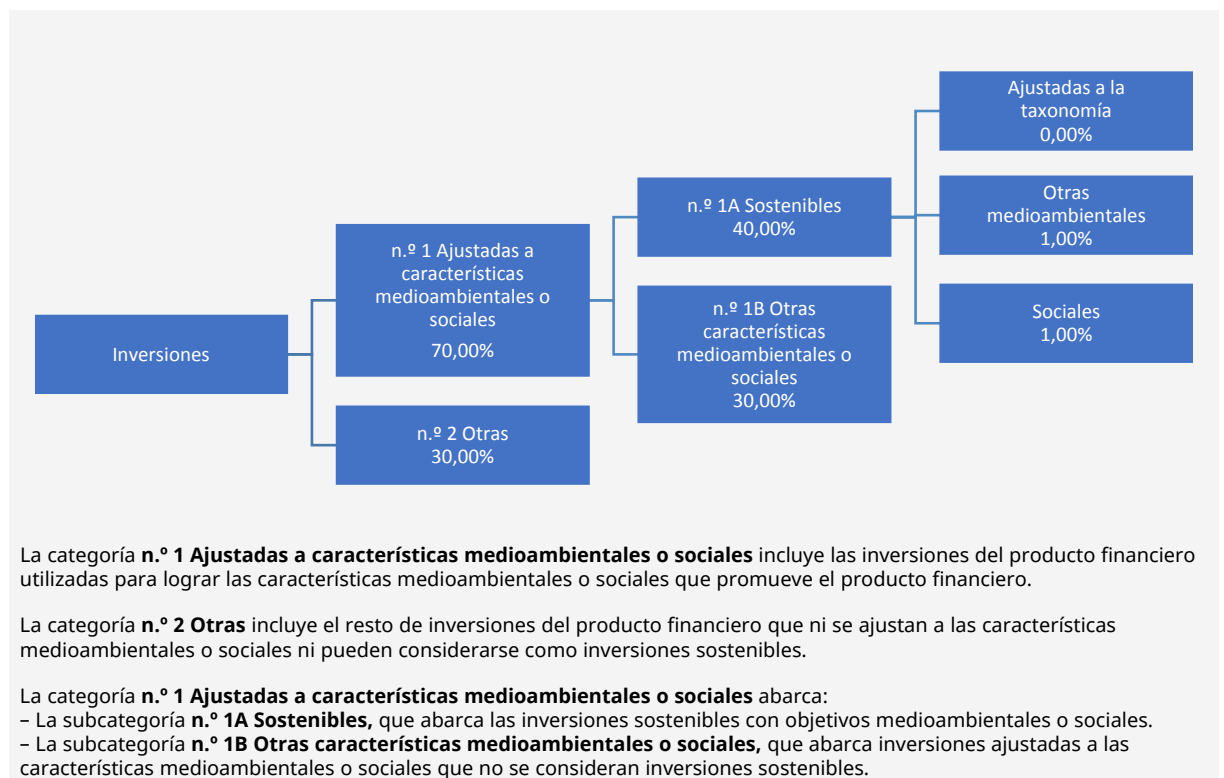 Inversiones
n.º 1 Ajustadas a
características
medioambientales o
sociales
70,00%
n.º 2 Otras
30,00%
n.º 1A Sostenibles
40,00%
n.º 1B Otras
características
medioambientales o
sociales
30,00%
Ajustadas a la
taxonomía
0,00%
Otras
medioambientales
1,00%
Sociales
1,00%
La categoría n.º 1 Ajustadas a características medioambientales o sociales incluye las inversiones del producto financiero
utilizadas para lograr las características medioambientales o sociales que promueve el producto financiero.
La categoría n.º 2 Otras incluye el resto de inversiones del producto financiero que ni se ajustan a las características
medioambientales o sociales ni pueden considerarse como inversiones sostenibles.
La categoría n.º 1 Ajustadas a características medioambientales o sociales abarca:
– La subcategoría n.º 1A Sostenibles, que abarca las inversiones sostenibles con objetivos medioambientales o sociales.
– La subcategoría n.º 1B Otras características medioambientales o sociales, que abarca inversiones ajustadas a las
características medioambientales o sociales que no se consideran inversiones sostenibles.